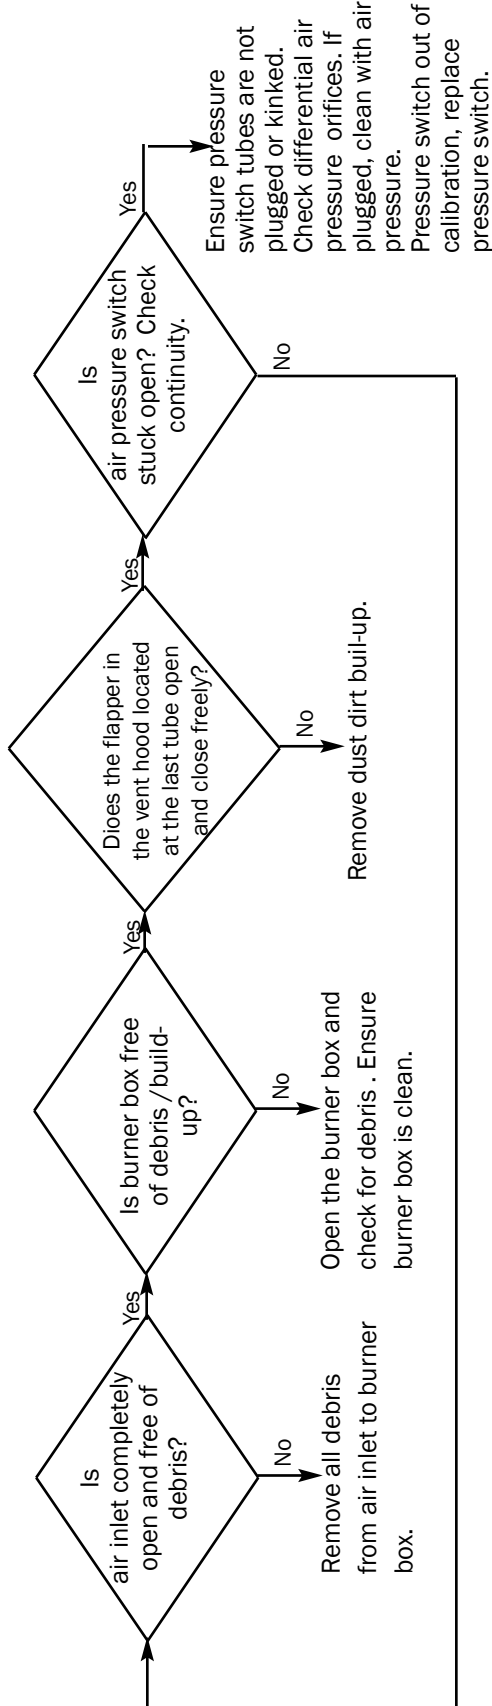 Is
air inlet completely
open and free of
debris?
Yes
No
Remove all debris
from air inlet to burner
box.
Is burner box free
of debris /build-
up?
Yes
No
Open the burner box and
check for debris . Ensure
burner box is clean.
Dioes the flapper in
the vent hood located
at the last tube open
and close freely?
Yes
No
Remove dust dirt buil-up.
Is
air pressure switch
stuck open?  Check
continuity.
Yes
No
Ensure pressure
switch tubes are not
plugged or kinked.
Check differential air
pressure  orifices. If
plugged, clean with air
pressure.
Pressure switch out of
calibration, replace
pressure switch.